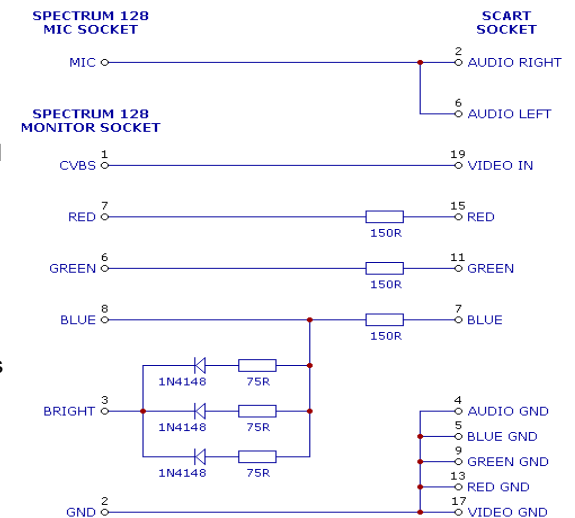 SPECTRUM 128
MIC SOCKET
SCART
SOCKET
MIC
2
AUDIO RIGHT
6
AUDIO LEFT
SPECTRUM 128
MONITOR SOCKET
1
CVBS
19
VIDEO IN
7
RED
150R
15
RED
6
GREEN
150R
11
GREEN
8
BLUE
150R
7
BLUE
1N4148
75R
3
BRIGHT
1N4148
75R
1N4148
75R
4
AUDIO GND
5
BLUE GND
9
GREEN GND
13
RED GND
2
GND
17
VIDEO GND